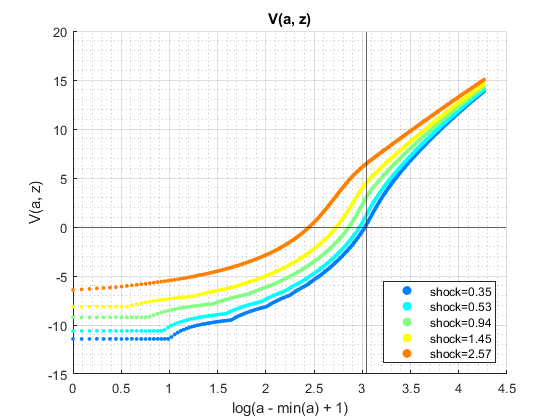 V(a, z)
20
15
10
5
0
-5
-10
-15
V(a, z)
0
0.5
1
1.5
2
2.5
3
3.5
4
4.5
log(a - min(a) + 1)
shock=0.35
shock=0.53
shock=0.94
shock=1.45
shock=2.57